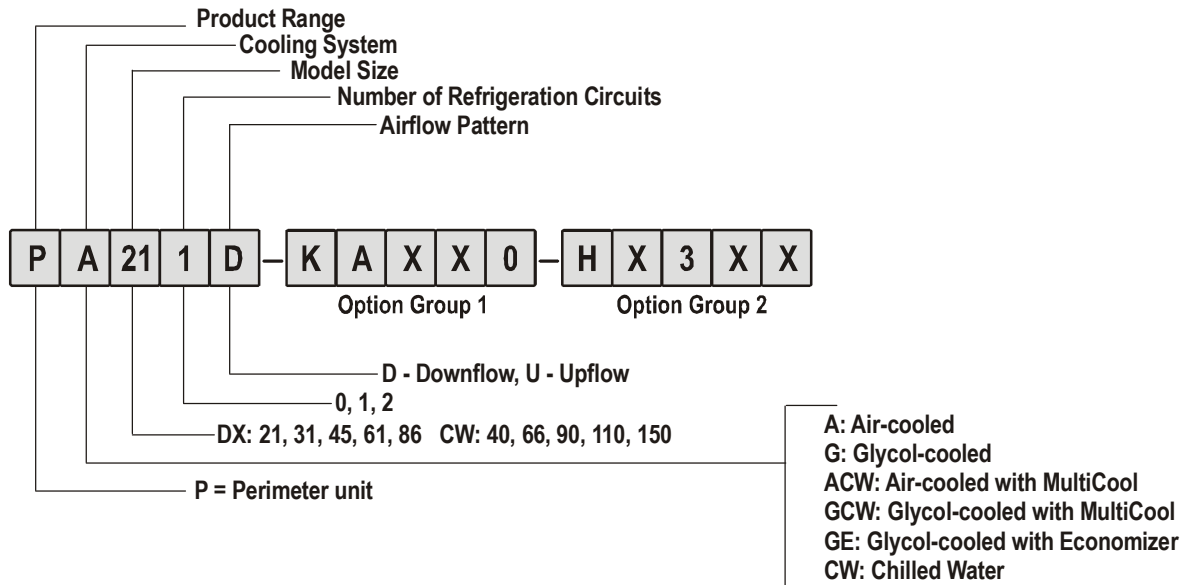 Product Range
Cooling System
Model Size
Number of Refrigeration Circuits
Airflow Pattern
P A 21 1 D – K A X X 0 – H X 3 X X
Option Group 1 Option Group 2
D - Downflow, U - Upflow
0, 1, 2
DX: 21, 31, 45, 61, 86 CW: 40, 66, 90, 110, 150
P = Perimeter unit
A: Air-cooled
G: Glycol-cooled
ACW: Air-cooled with MultiCool
GCW: Glycol-cooled with MultiCool
GE: Glycol-cooled with Economizer
CW: Chilled Water